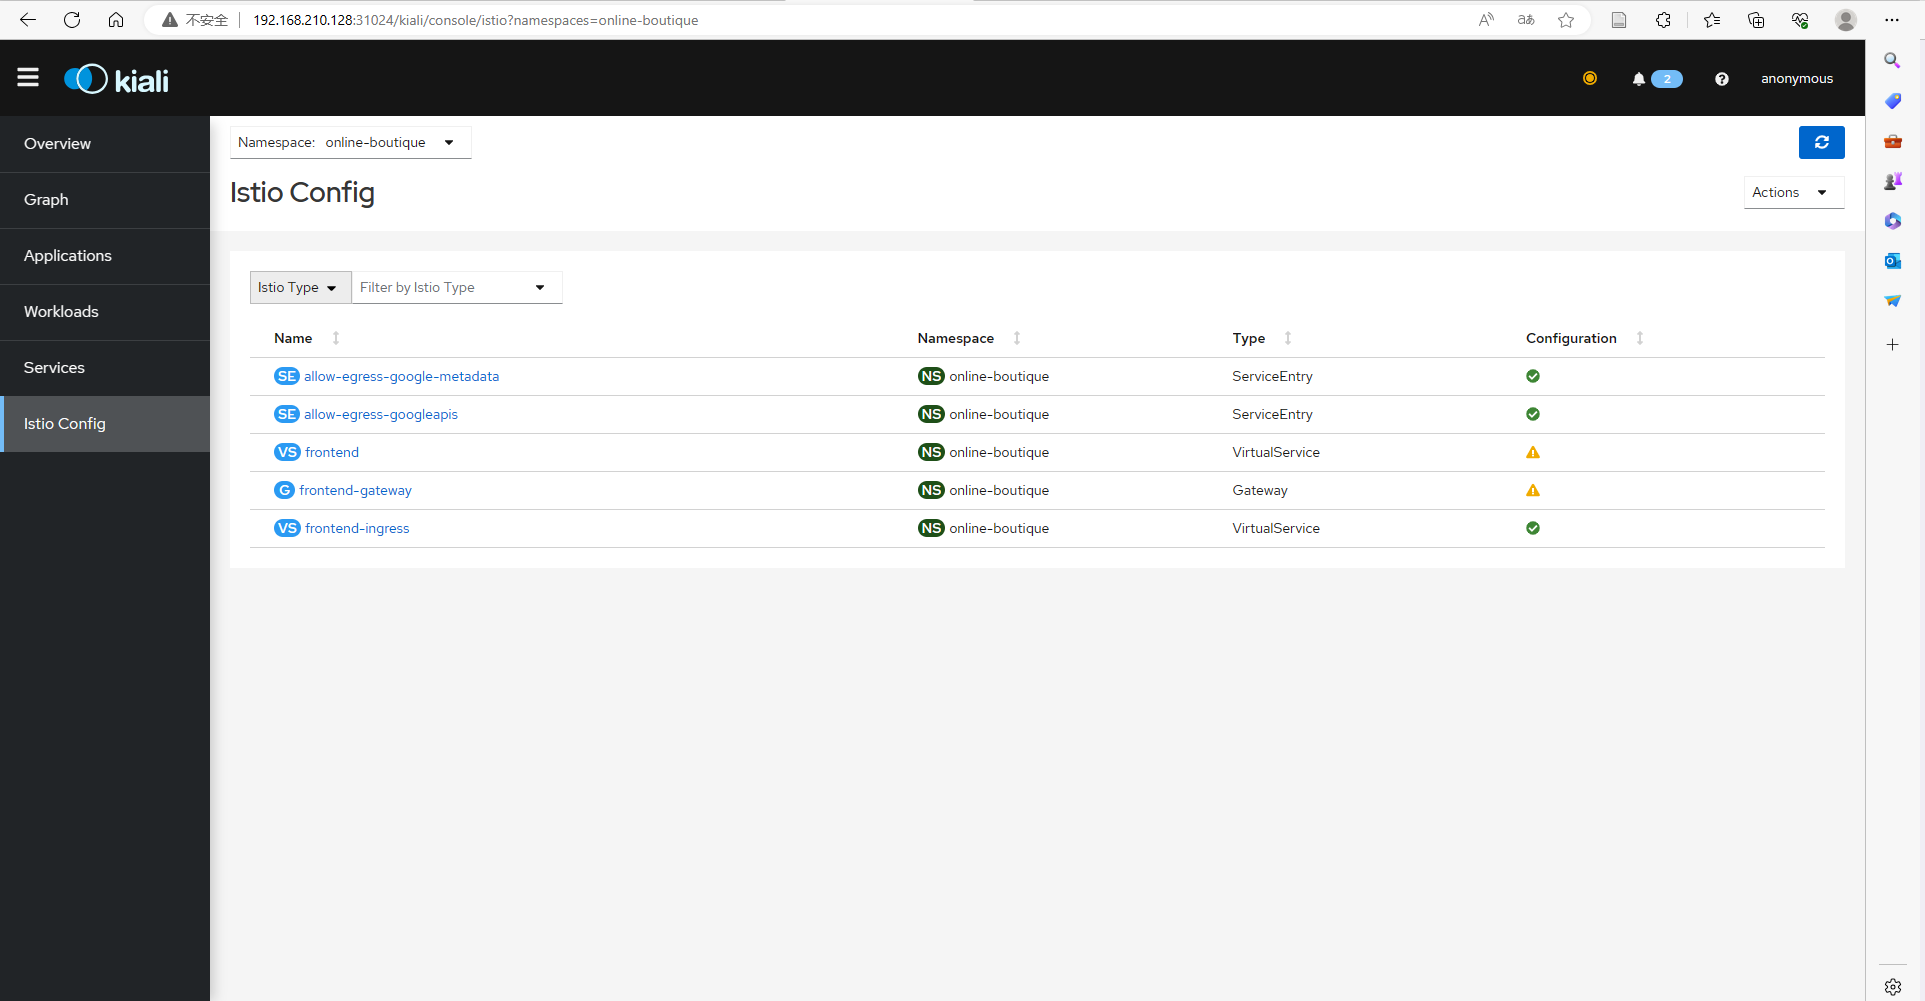 不安全 192.168.210.128:31024/kiali/console/istio?namespaces=online-boutique
kiali 2 anonymous
Overview
Graph
Applications
Workloads
Services
Istio Config
Namespace: online-boutique
Istio Config
Actions
Istio Type Filter by Istio Type
Name Namespace Type Configuration
SE allow-egress-google-metadata NS online-boutique ServiceEntry
SE allow-egress-googleapis NS online-boutique ServiceEntry
VS frontend NS online-boutique VirtualService
G frontend-gateway NS online-boutique Gateway
VS frontend-ingress NS online-boutique VirtualService